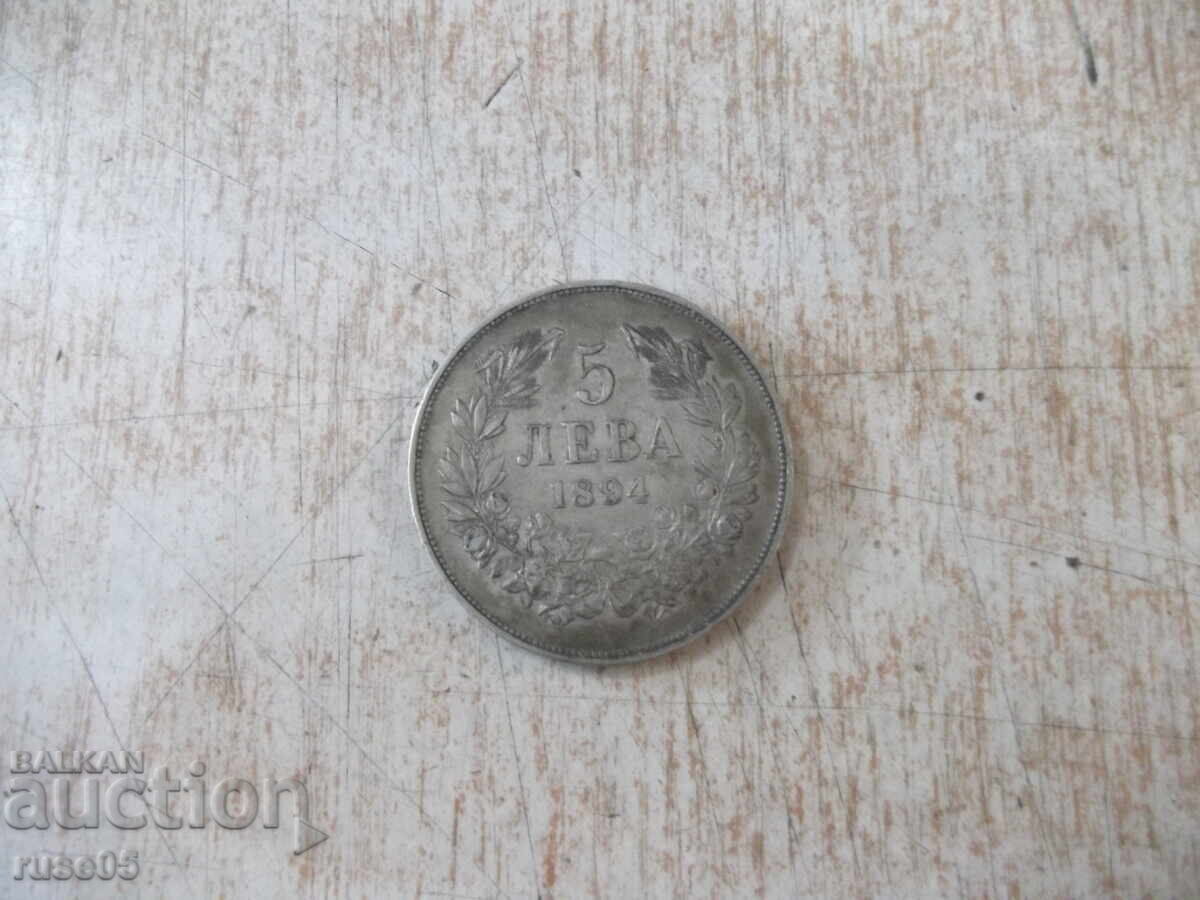 5
ЛЕВА
1894
BALKAN
auction
ruse05